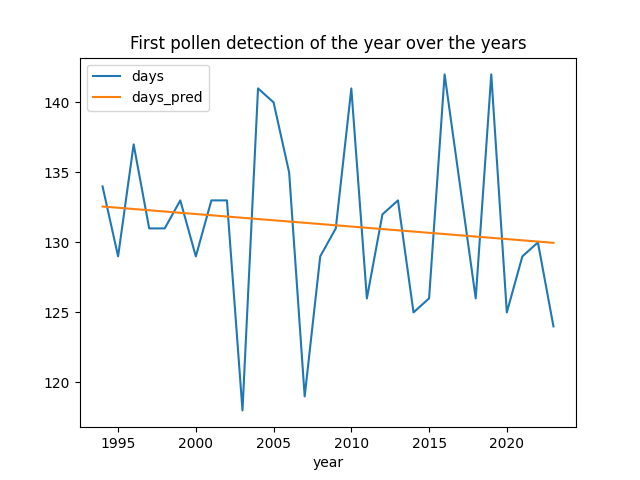 First pollen detection of the year over the years
days
days_pred
140
135
130
125
120
1995 2000 2005 2010 2015 2020
year